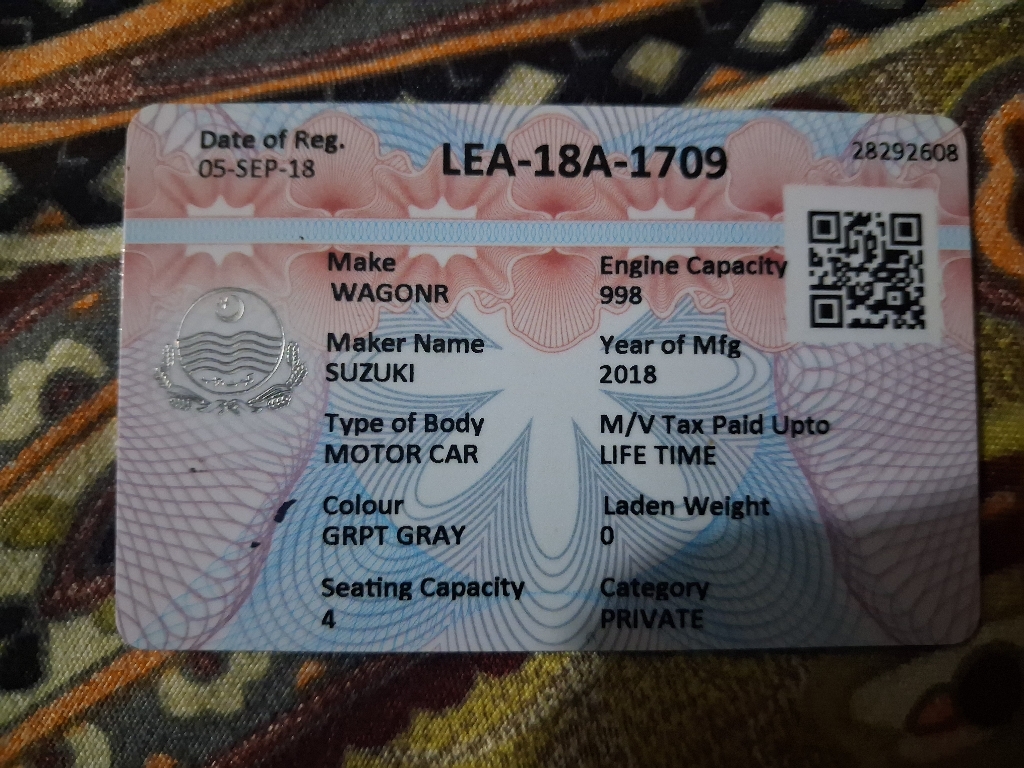 Date of Reg.
05-SEP-18
LEA-18A-1709
28292608
Make
WAGONR
Engine Capacity
998
Maker Name
SUZUKI
Year of Mfg
2018
Type of Body
MOTOR CAR
M/V Tax Paid Upto
LIFE TIME
Colour
GRPT GRAY
Laden Weight
0
Seating Capacity
4
Category
PRIVATE